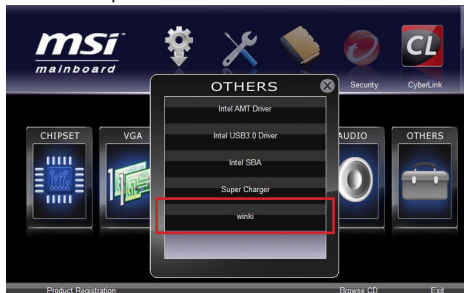 msi
mainboard
Security
CL
CyberLink
OTHERS
Intel AMT Driver
Intel USB3.0 Driver
Intel SBA
Super Charger
winki
CHIPSET
VGA
AUDIO
OTHERS
Product Registration
Browse CD
Exit